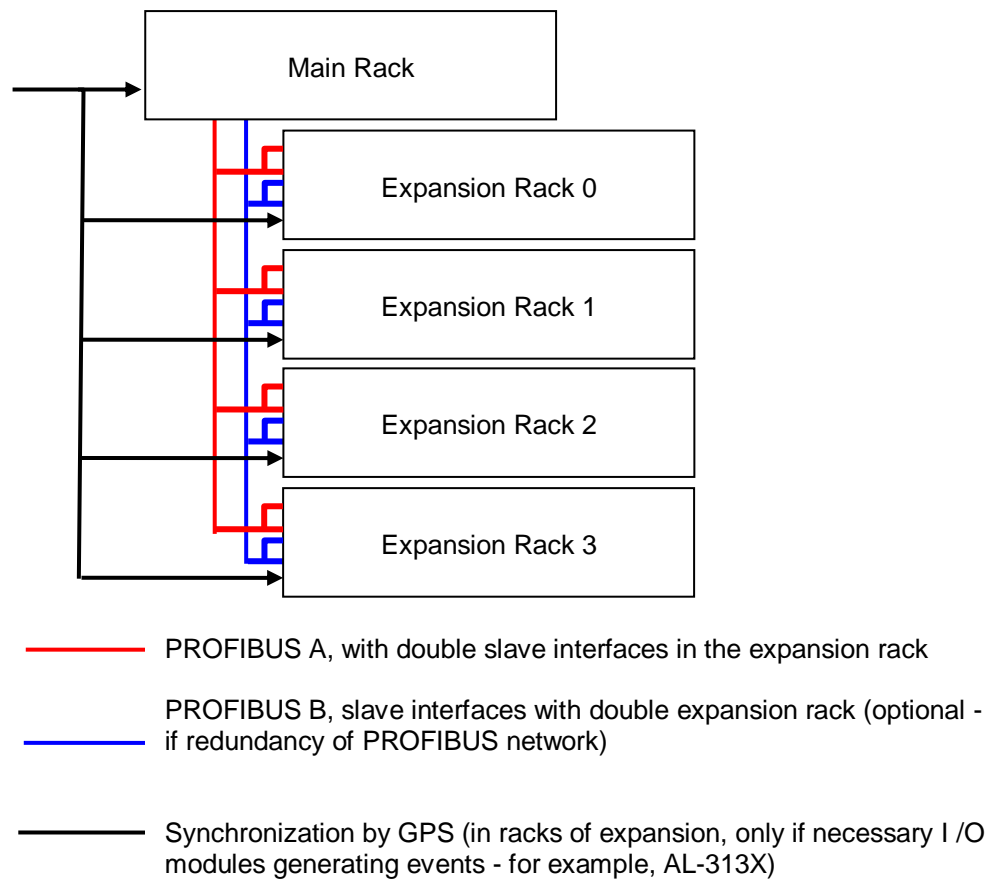 Main Rack
Expansion Rack 0
Expansion Rack 1
Expansion Rack 2
Expansion Rack 3
PROFIBUS A, with double slave interfaces in the expansion rack
PROFIBUS B, slave interfaces with double expansion rack (optional -
if redundancy of PROFIBUS network)
Synchronization by GPS (in racks of expansion, only if necessary I /O
modules generating events - for example, AL-313X)